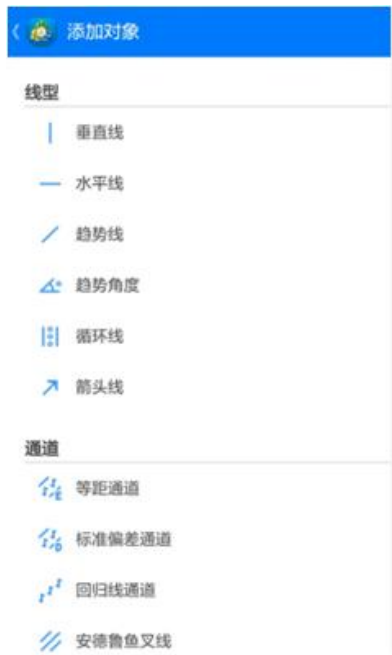 添加对象
线型
垂直线
水平线
趋势线
趋势角度
循环线
箭头线
通道
等距通道
标准偏差通道
回归线通道
安德鲁鱼叉线